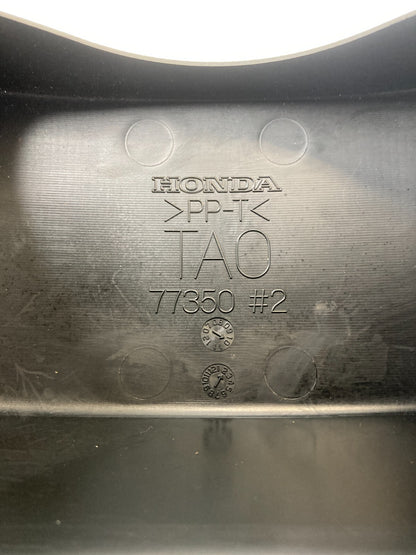 HONDA
>PP-T<
TA0
77350 #2